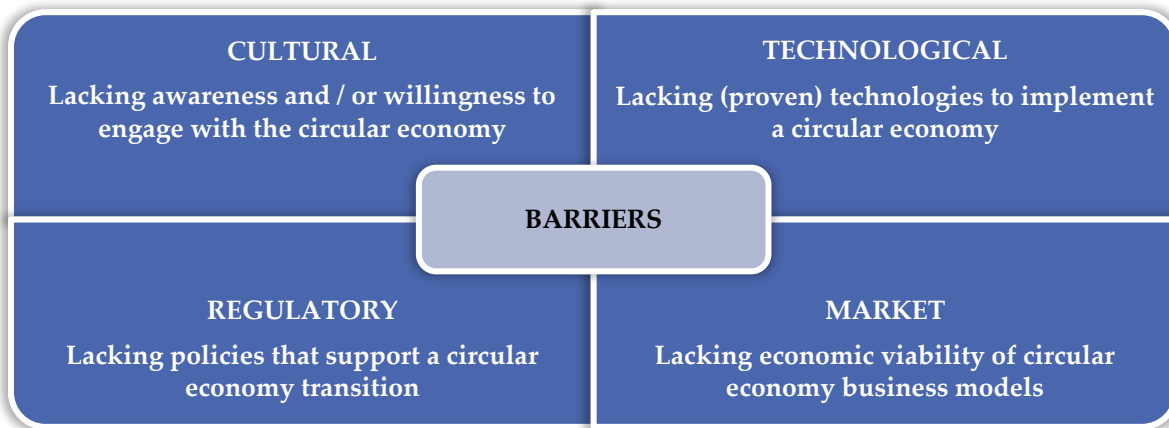 CULTURAL
Lacking awareness and / or willingness to
engage with the circular economy
TECHNOLOGICAL
Lacking (proven) technologies to implement
a circular economy
BARRIERS
REGULATORY
Lacking policies that support a circular
economy transition
MARKET
Lacking economic viability of circular
economy business models